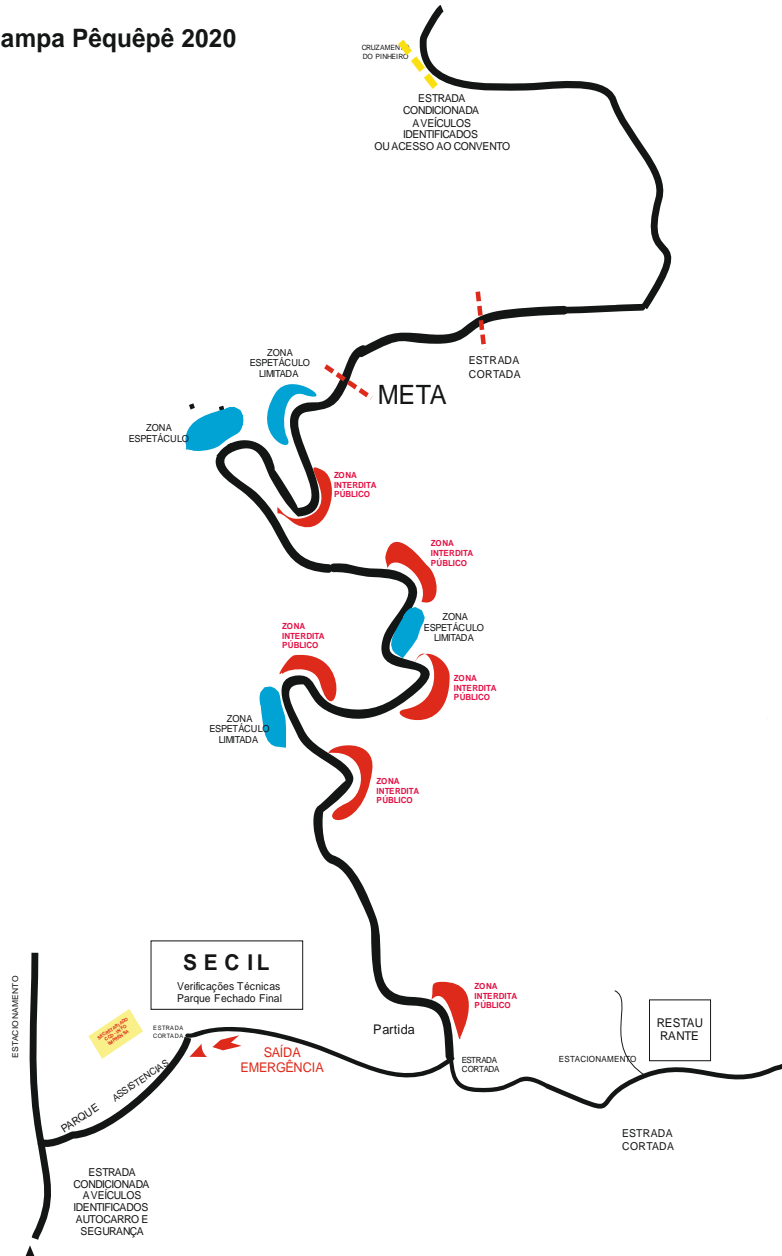 ampa Pêquêpê 2020
CRUZAMENTO
DO PINHEIRO
ESTRADA
CONDICIONADA
A VEÍCULOS
IDENTIFICADOS
OU ACESSO AO CONVENTO
ZONA
ESPETÁCULO
LIMITADA
ESTRADA
CORTADA
META
ZONA
ESPETÁCULO
ZONA
INTERDITA
PÚBLICO
ZONA
INTERDITA
PÚBLICO
ZONA
ESPETÁCULO
LIMITADA
ZONA
INTERDITA
PÚBLICO
ZONA
INTERDITA
PÚBLICO
ZONA
ESPETÁCULO
LIMITADA
ZONA
INTERDITA
PÚBLICO
ESTACIONAMENTO
SECIL
Verificações Técnicas
Parque Fechado Final
ZONA
INTERDITA
PÚBLICO
Partida
ESTRADA
CORTADA
SAÍDA
EMERGÊNCIA
ESTRADA
CORTADA
ESTACIONAMENTO
RESTAU
RANTE
PARQUE ASSISTENCIAS
ESTRADA
CORTADA
ESTRADA
CONDICIONADA
A VEÍCULOS
IDENTIFICADOS
AUTOCARRO E
SEGURANÇA